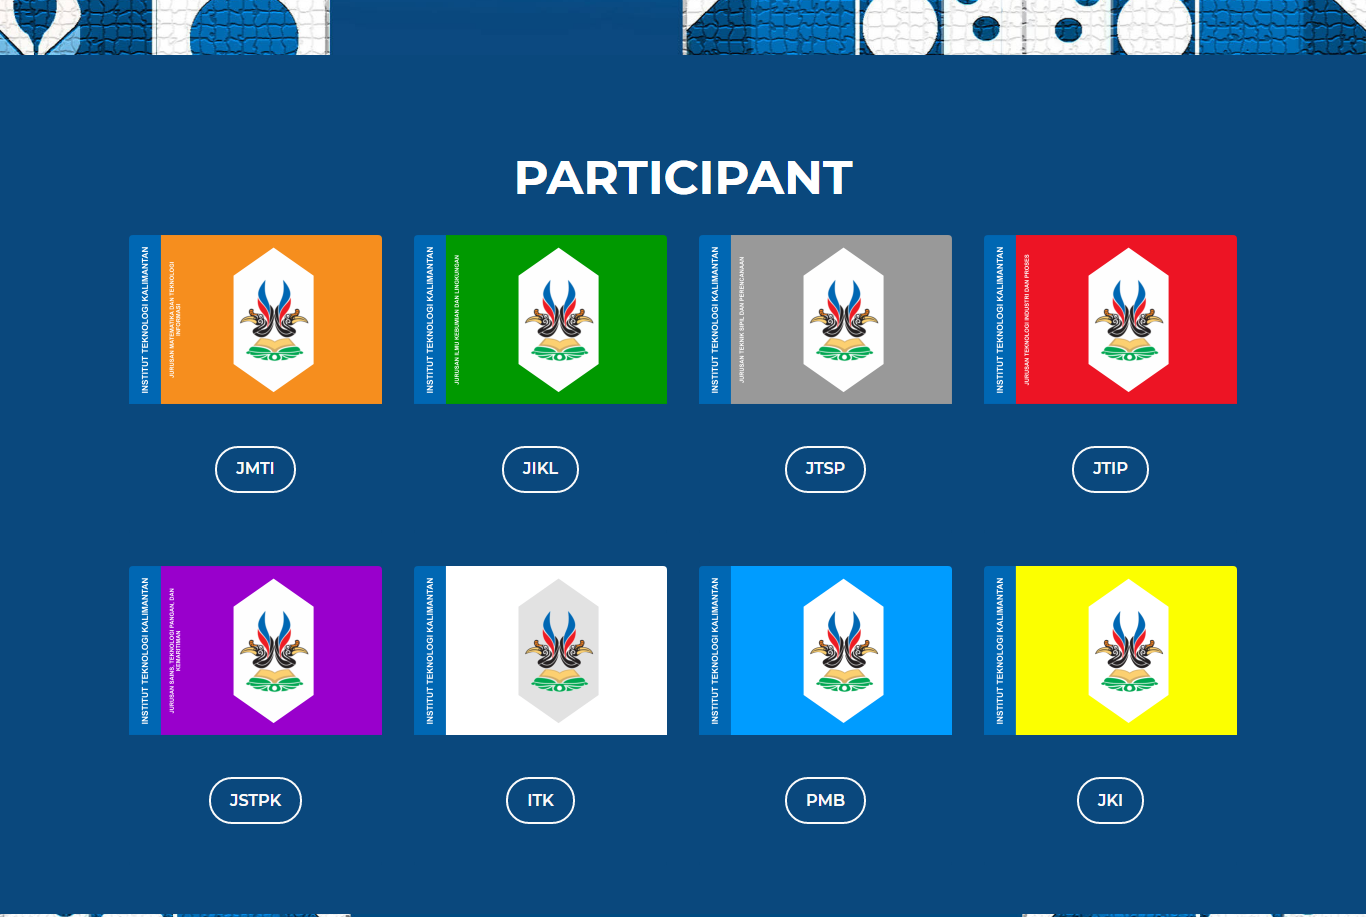 PARTICIPANT
INSTITUT TEKNOLOGI KALIMANTAN
JURUSAN MATEMATIKA DAN TEKNOLOGI
INFORMASI
INSTITUT TEKNOLOGI KALIMANTAN
JURUSAN ILMU KEBUMIAN DAN LINGKUNGAN
INSTITUT TEKNOLOGI KALIMANTAN
JURUSAN TEKNIK SIPIL DAN PERENCANAAN
INSTITUT TEKNOLOGI KALIMANTAN
JURUSAN TEKNOLOGI INDUSTRI DAN PROSES
JMTI
JIKL
JTSP
JTIP
INSTITUT TEKNOLOGI KALIMANTAN
JURUSAN SAINS, TEKNOLOGI PANGAN, DAN
KEMARITIMAN
INSTITUT TEKNOLOGI KALIMANTAN
INSTITUT TEKNOLOGI KALIMANTAN
INSTITUT TEKNOLOGI KALIMANTAN
JSTPK
ITK
PMB
JKI